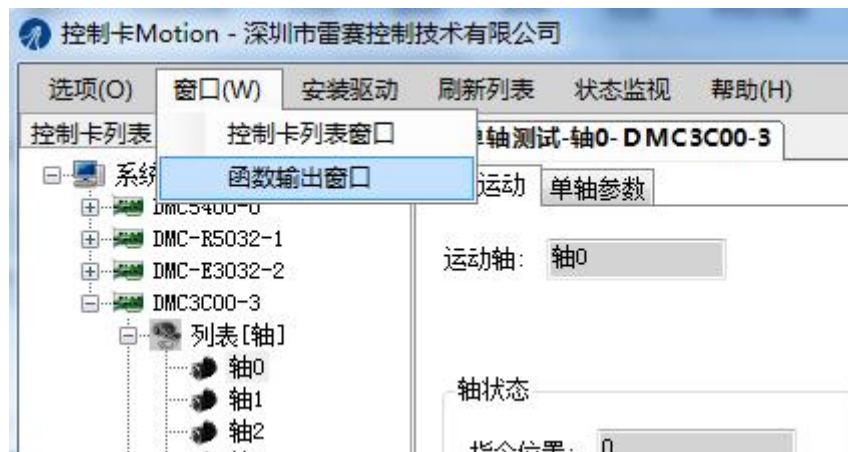 控制卡Motion - 深圳市雷赛控制技术有限公司
选项(O) 窗口(W) 安装驱动 刷新列表 状态监视 帮助(H)
控制卡列表 控制卡列表窗口 单轴测试-轴0-DMC3C00-3
系统 函数输出窗口 运动 单轴参数
DMC5400-0
DMC-R5032-1
DMC-E3032-2
运动轴: 轴0
DMC3C00-3
列表[轴]
轴0
轴状态
轴1
轴2
指令位置: 0